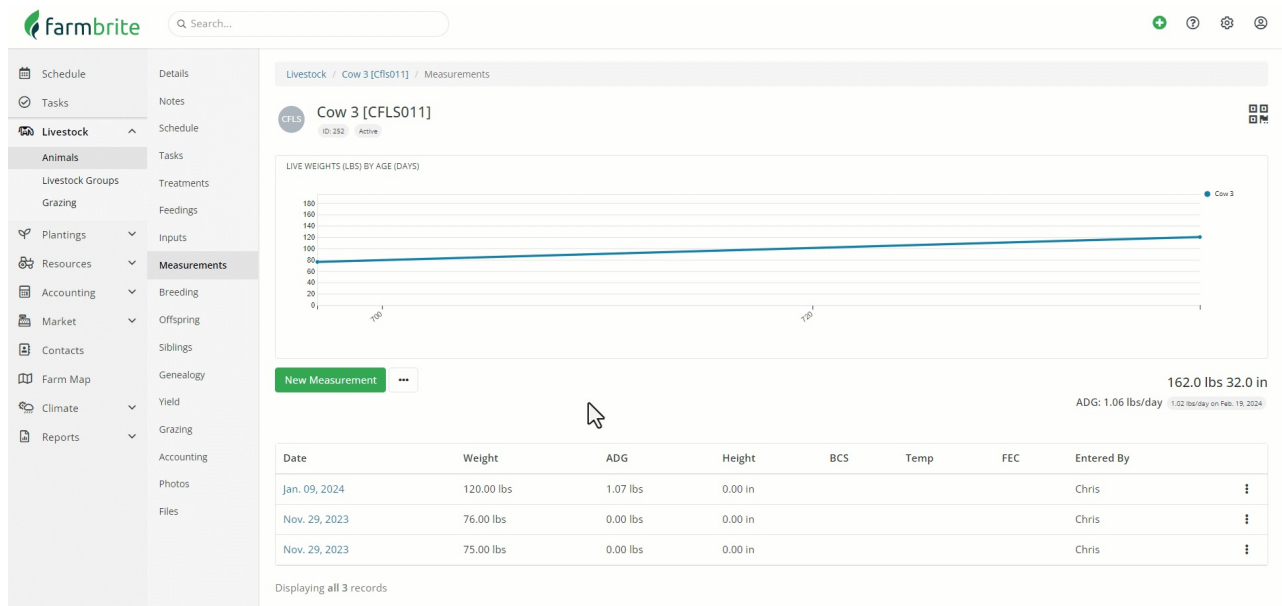 farmbrite
Search...
Schedule
Tasks
Livestock
Animals
Livestock Groups
Grazing
Plantings
Resources
Accounting
Market
Contacts
Farm Map
Climate
Reports
Details
Notes
Schedule
Tasks
Treatments
Feedings
Inputs
Measurements
Breeding
Offspring
Siblings
Genealogy
Yield
Grazing
Accounting
Photos
Files
Livestock / Cow 3 [Cfls011] / Measurements
CFLS
Cow 3 [CFLS011]
ID: 252 Active
LIVE WEIGHTS (LBS) BY AGE (DAYS)
180
160
140
120
100
80
60
40
20
0
700
720
Cow 3
New Measurement
162.0 lbs 32.0 in
ADG: 1.06 lbs/day 1.02 lbs/day on Feb. 19, 2024
Date Weight ADG Height BCS Temp FEC Entered By
Jan. 09, 2024 120.00 lbs 1.07 lbs 0.00 in Chris
Nov. 29, 2023 76.00 lbs 0.00 lbs 0.00 in Chris
Nov. 29, 2023 75.00 lbs 0.00 lbs 0.00 in Chris
Displaying all 3 records